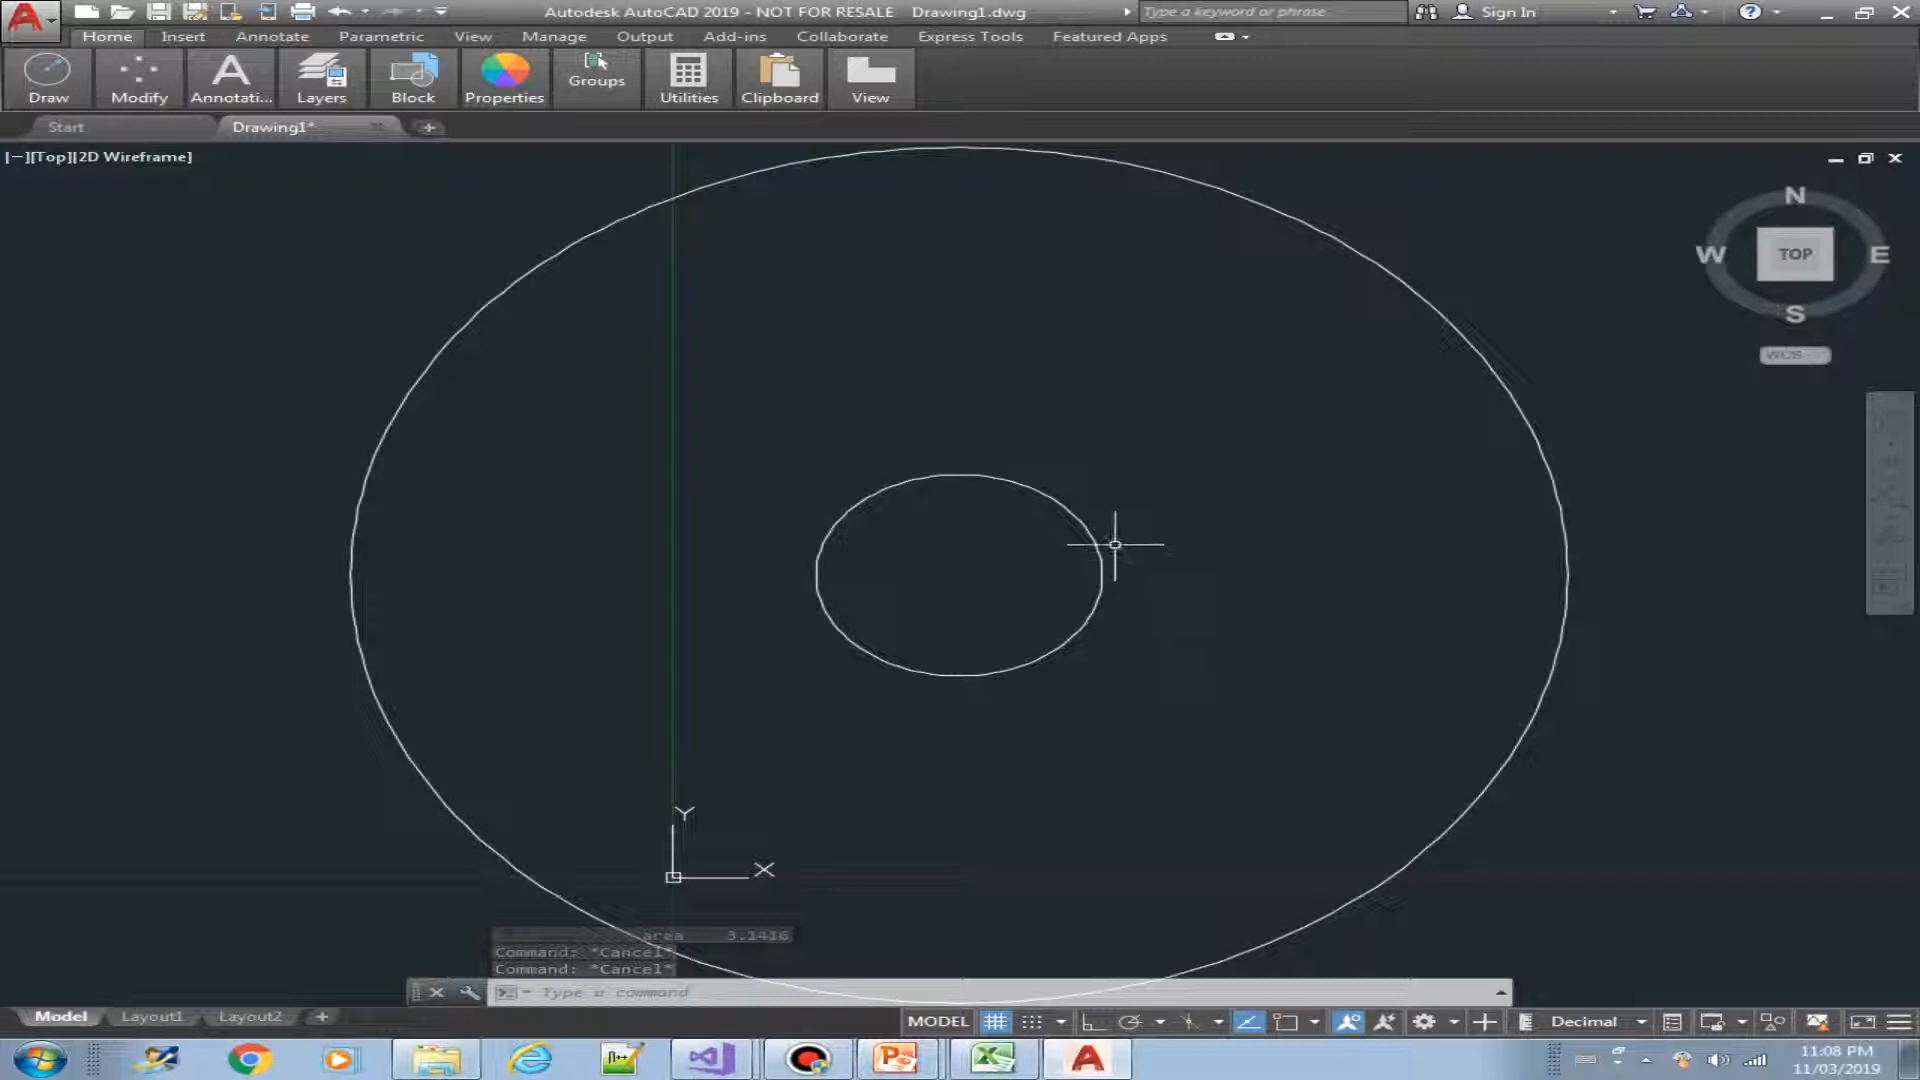 Autodesk AutoCAD 2019 - NOT FOR RESALE Drawing1.dwg
Type a keyword or phrase
Sign In
Home Insert Annotate Parametric View Manage Output Add-ins Collaborate Express Tools Featured Apps
Draw Modify Annotati... Layers Block Properties Groups Utilities Clipboard View
Start Drawing1*
[−][Top][2D Wireframe]
N
W TOP E
S
WCS
Y
X
area 3.1416
Command: *Cancel*
Command: *Cancel*
Type a command
Model Layout1 Layout2 +
MODEL Decimal
11:08 PM
11/03/2019